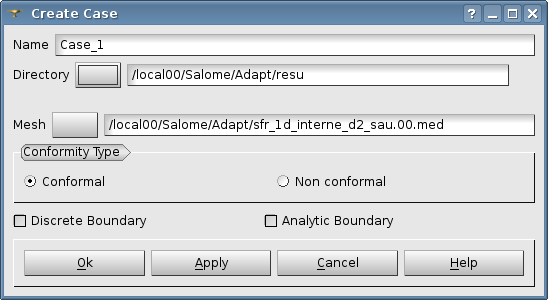 Create Case
Name Case_1
Directory /local00/Salome/Adapt/resu
Mesh /local00/Salome/Adapt/sfr_1d_interne_d2_sau.00.med
Conformity Type
Conformal Non conformal
Discrete Boundary Analytic Boundary
Ok Apply Cancel Help